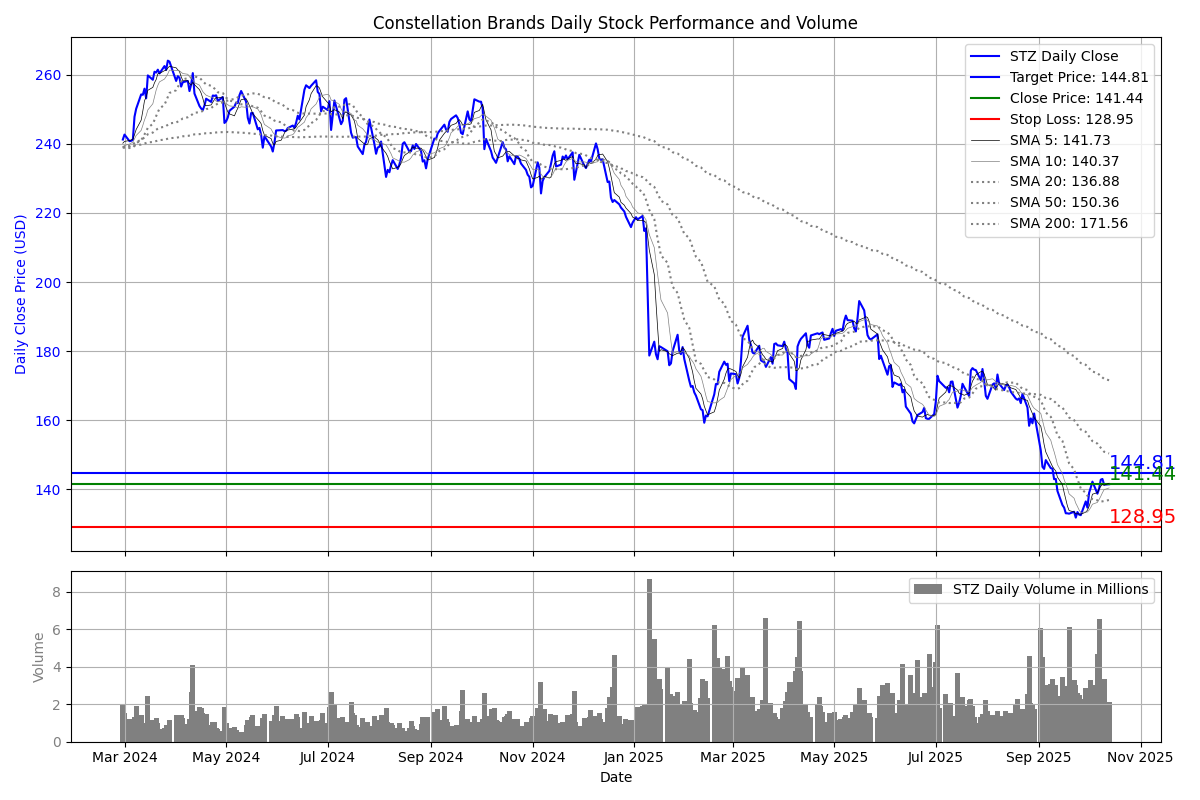 Constellation Brands Daily Stock Performance and Volume
STZ Daily Close
Target Price: 144.81
Close Price: 141.44
Stop Loss: 128.95
SMA 5: 141.73
SMA 10: 140.37
SMA 20: 136.88
SMA 50: 150.36
SMA 200: 171.56
Daily Close Price (USD)
260
240
220
200
180
160
140
144.81
141.44
128.95
STZ Daily Volume in Millions
Volume
8
6
4
2
0
Mar 2024 May 2024 Jul 2024 Sep 2024 Nov 2024 Jan 2025 Mar 2025 May 2025 Jul 2025 Sep 2025 Nov 2025
Date